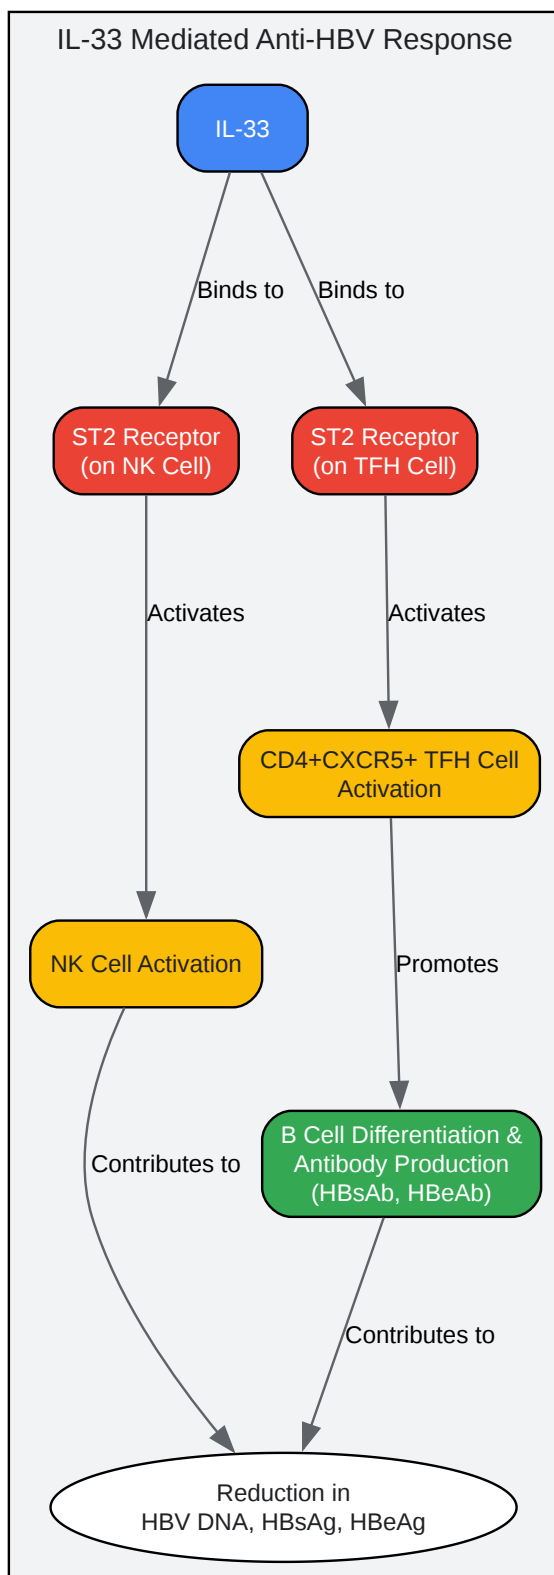 IL-33 Mediated Anti-HBV Response
IL-33
Binds to
Binds to
ST2 Receptor
(on NK Cell)
ST2 Receptor
(on TFH Cell)
Activates
Activates
CD4+CXCR5+ TFH Cell
Activation
NK Cell Activation
Promotes
B Cell Differentiation &
Antibody Production
(HBsAb, HBeAb)
Contributes to
Contributes to
Reduction in
HBV DNA, HBsAg, HBeAg